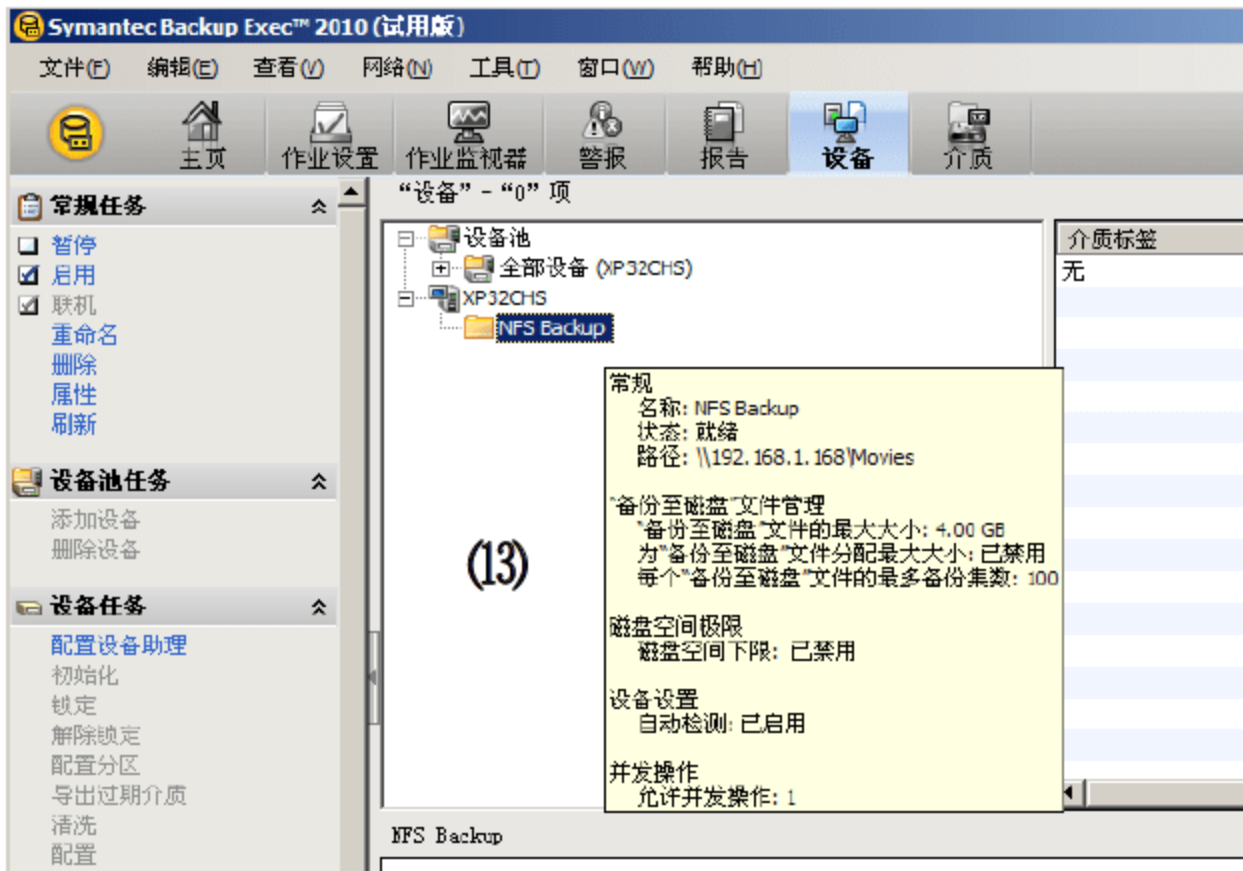 Symantec Backup Exec™ 2010 (试用版)
文件(F) 编辑(E) 查看(V) 网络(N) 工具(T) 窗口(W) 帮助(H)
主页 作业设置 作业监视器 警报 报告 设备 介质
常规任务
暂停
启用
联机
重命名
删除
属性
刷新
设备池任务
添加设备
删除设备
设备任务
配置设备助理
初始化
锁定
解除锁定
配置分区
导出过期介质
清洗
配置
“设备” - “0” 项
设备池
全部设备 (XP32CHS)
XP32CHS
NFS Backup
介质标签
无
常规
名称: NFS Backup
状态: 就绪
路径: \\192.168.1.168\Movies
"备份至磁盘"文件管理
"备份至磁盘"文件的最大大小: 4.00 GB
为"备份至磁盘"文件分配最大大小: 已禁用
每个"备份至磁盘"文件的最多备份集数: 100
磁盘空间极限
磁盘空间下限: 已禁用
设备设置
自动检测: 已启用
并发操作
允许并发操作: 1
(13)
NFS Backup